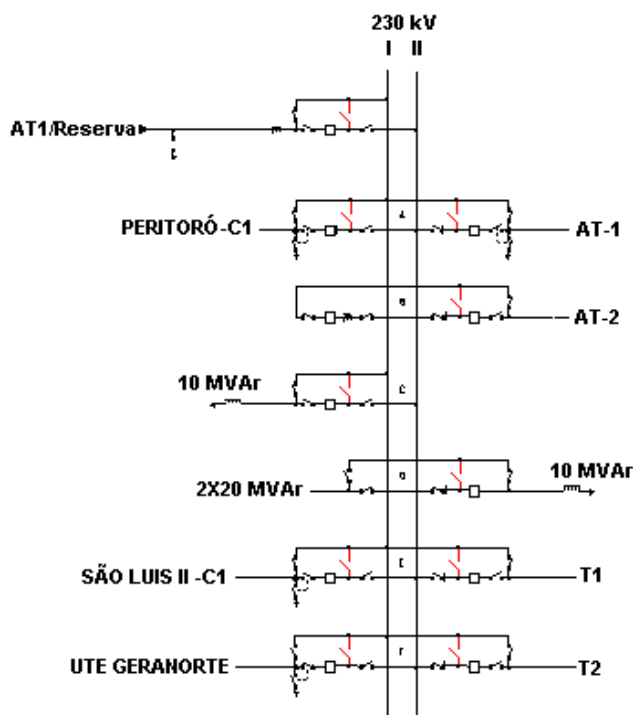 230 kV
I II
AT1/Reserva
PERITORÓ-C1
AT-1
AT-2
10 MVAr
2X20 MVAr
10 MVAr
SÃO LUIS II -C1
T1
UTE GERANORTE
T2